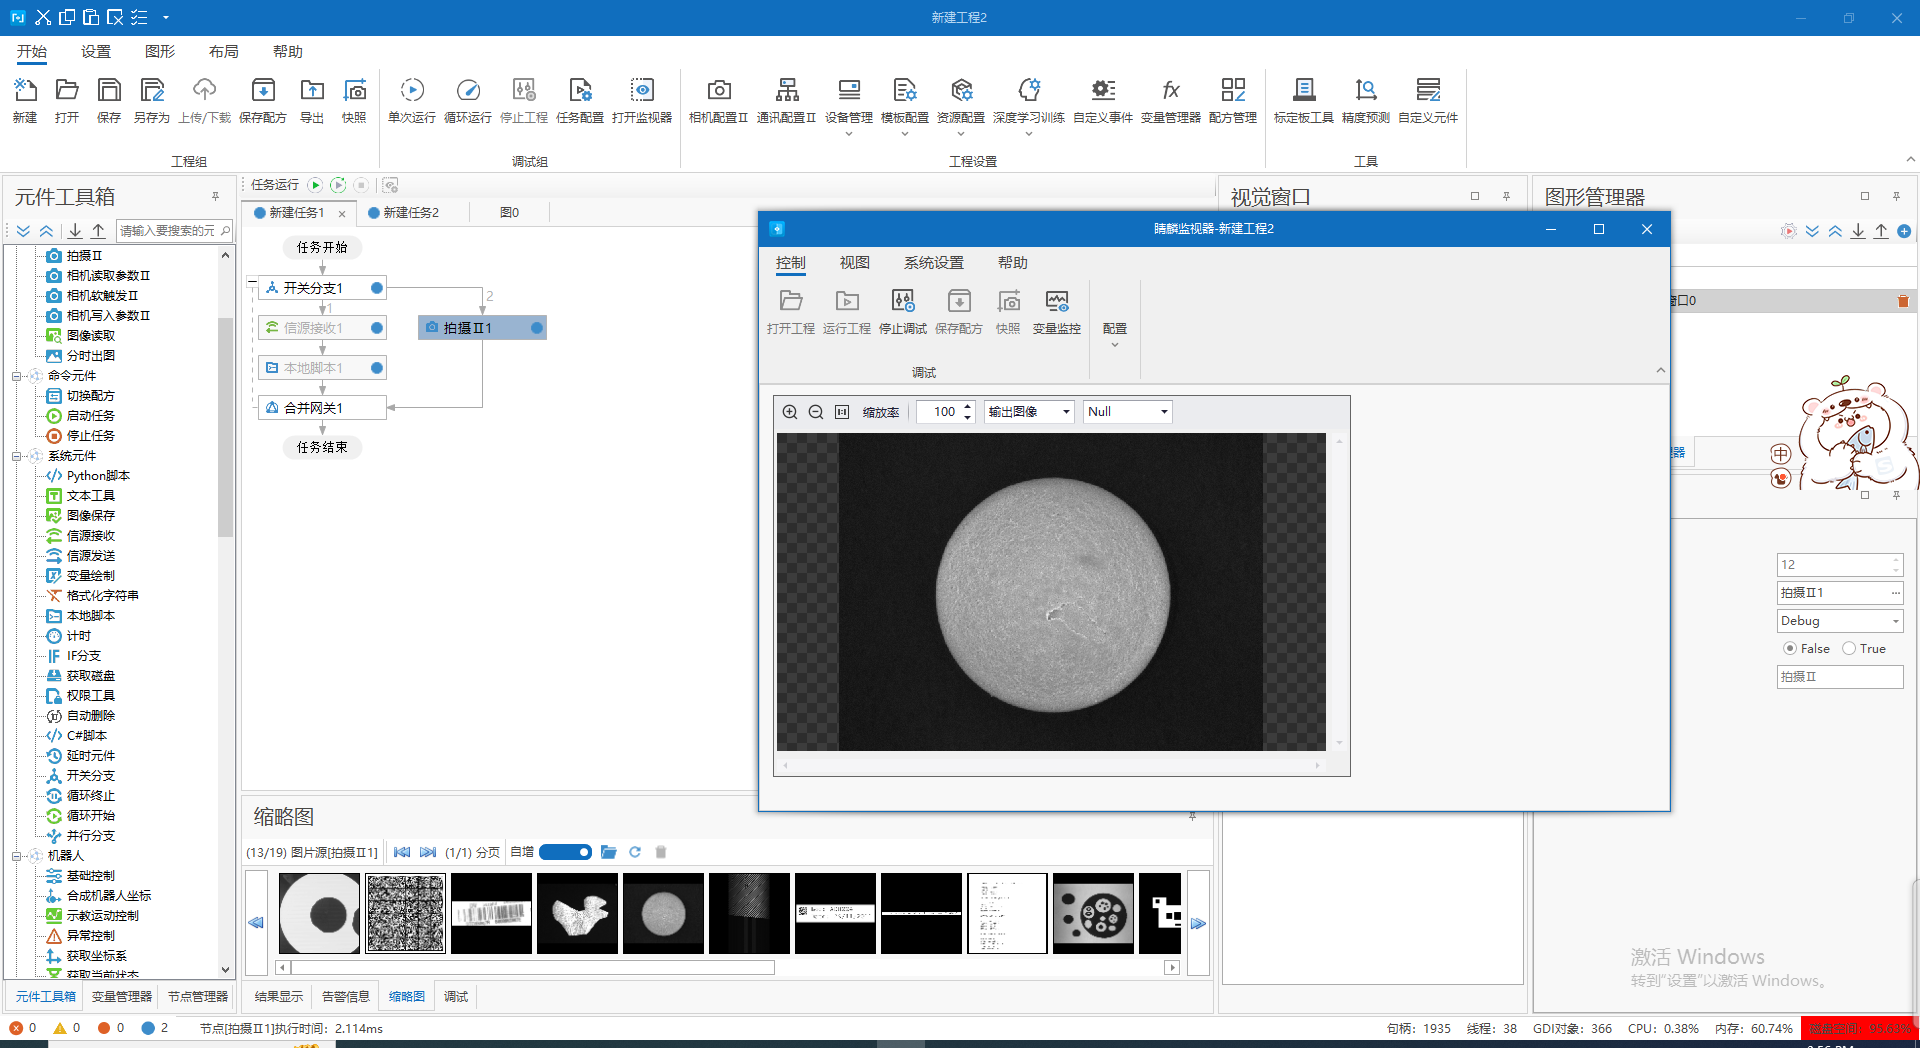 新建工程2
开始 设置 图形 布局 帮助
新建 打开 保存 另存为 上传/下载 保存配方 导出 快照 单次运行 循环运行 停止工程 任务配置 打开监视器 相机配置Ⅱ 通讯配置Ⅱ 设备管理 模板配置 资源配置 深度学习训练 自定义事件 变量管理器 配方管理 标定板工具 精度预测 自定义元件
工程组 调试组 工程设置 工具
元件工具箱
请输入要搜索的元
拍摄Ⅱ
相机读取参数Ⅱ
相机软触发Ⅱ
相机写入参数Ⅱ
图像读取
分时出图
命令元件
切换配方
启动任务
停止任务
系统元件
Python脚本
文本工具
图像保存
信源接收
信源发送
变量绘制
格式化字符串
本地脚本
计时
IF分支
获取磁盘
权限工具
自动删除
C#脚本
延时元件
开关分支
循环终止
循环开始
并行分支
机器人
基础控制
合成机器人坐标
示教运动控制
异常控制
获取坐标系
获取当前状态
元件工具箱 变量管理器 节点管理器
任务运行
新建任务1 新建任务2 图0
任务开始
开关分支1
2
1
信源接收1 拍摄Ⅱ1
本地脚本1
合并网关1
任务结束
视觉窗口
图形管理器
窗口0
睛麟监视器-新建工程2
控制 视图 系统设置 帮助
打开工程 运行工程 停止调试 保存配方 快照 变量监控 配置
调试
缩放率 100 输出图像 Null
中
12
拍摄Ⅱ1
Debug
False True
拍摄Ⅱ
缩略图
(13/19) 图片源[拍摄Ⅱ1] (1/1) 分页 自增
结果显示 告警信息 缩略图 调试
激活 Windows
转到"设置"以激活 Windows。
0 0 0 2 节点[拍摄Ⅱ1]执行时间：2.114ms 句柄：1935 线程：38 GDI对象：366 CPU：0.38% 内存：60.74%